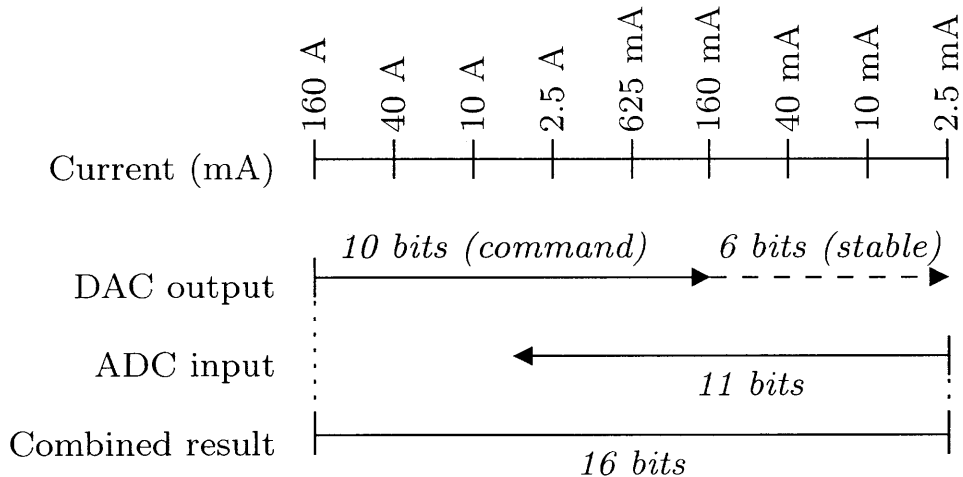 160 A
40 A
10 A
2.5 A
625 mA
160 mA
40 mA
10 mA
2.5 mA
Current (mA)
10 bits (command)
6 bits (stable)
DAC output
ADC input
11 bits
Combined result
16 bits